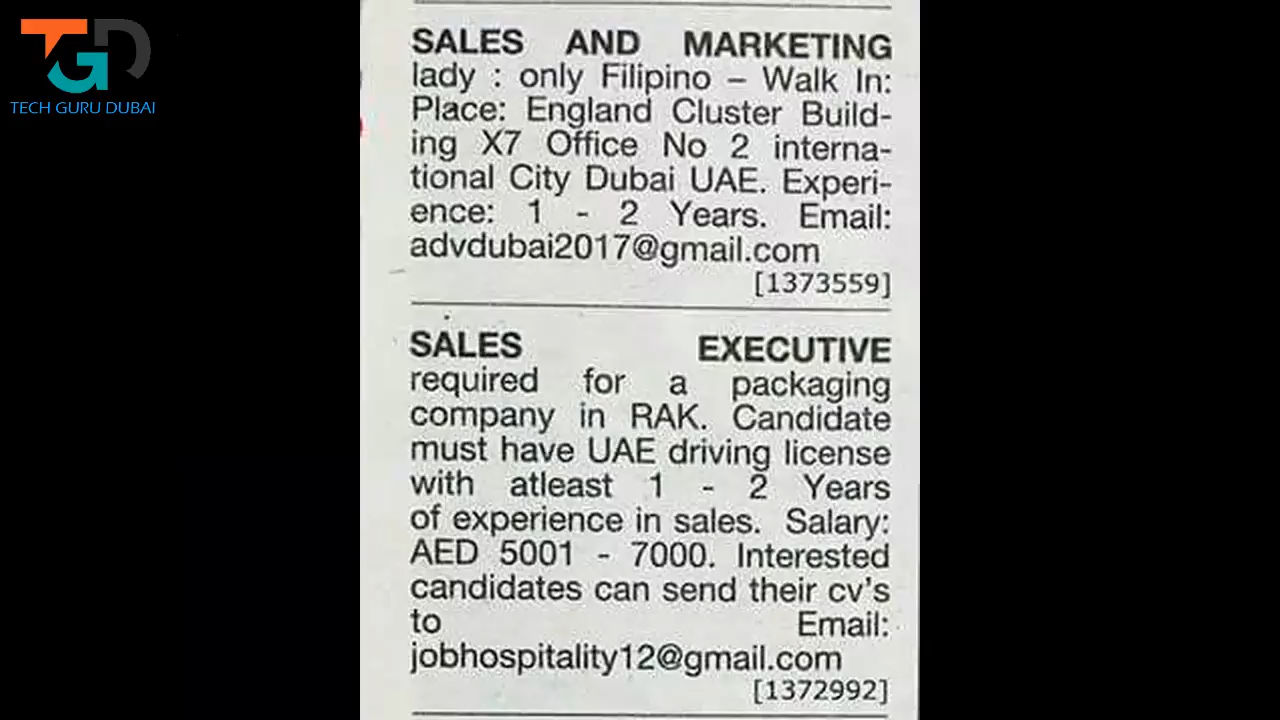 TGD
TECH GURU DUBAI
SALES AND MARKETING
lady : only Filipino – Walk In:
Place: England Cluster Build-
ing X7 Office No 2 interna-
tional City Dubai UAE. Experi-
ence: 1 - 2 Years. Email:
advdubai2017@gmail.com
[1373559]
SALES EXECUTIVE
required for a packaging
company in RAK. Candidate
must have UAE driving license
with atleast 1 - 2 Years
of experience in sales. Salary:
AED 5001 - 7000. Interested
candidates can send their cv's
to Email:
jobhospitality12@gmail.com
[1372992]